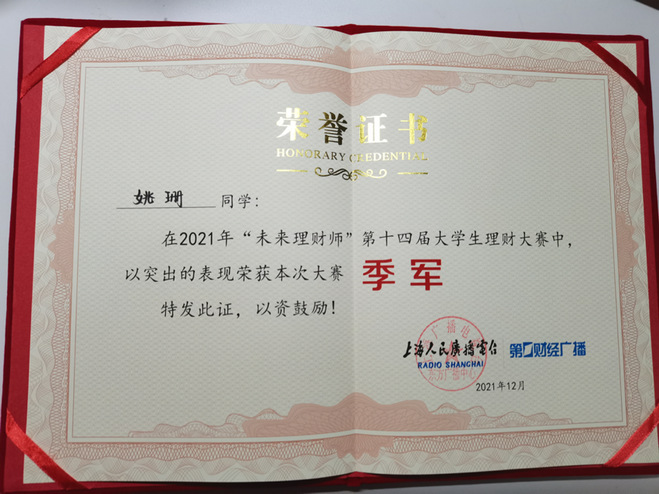 荣誉证书
HONORARY CREDENTIAL
姚珊 同学：
在2021年“未来理财师”第十四届大学生理财大赛中，
以突出的表现荣获本次大赛 季军
特发此证，以资鼓励！
上海人民廣播電台 第一财经广播
RADIO SHANGHAI
2021年12月